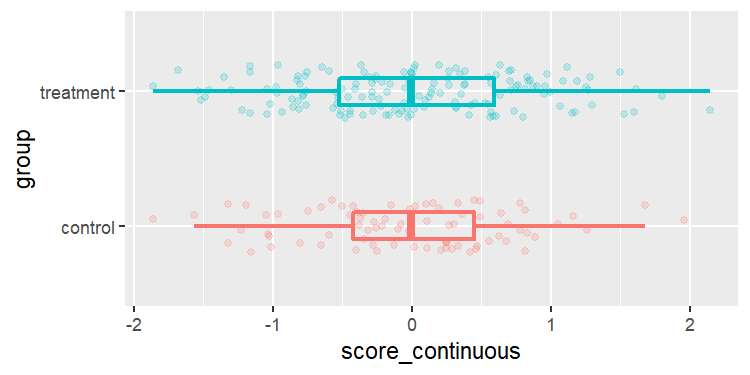 treatment
control
group
-2 -1 0 1 2
score_continuous